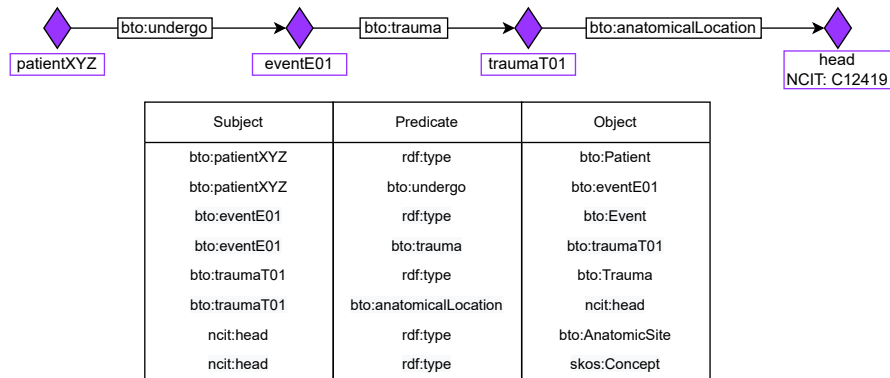 bto:undergo bto:trauma bto:anatomicalLocation
patientXYZ eventE01 traumaT01 head
NCIT: C12419
Subject Predicate Object
bto:patientXYZ rdf:type bto:Patient
bto:patientXYZ bto:undergo bto:eventE01
bto:eventE01 rdf:type bto:Event
bto:eventE01 bto:trauma bto:traumaT01
bto:traumaT01 rdf:type bto:Trauma
bto:traumaT01 bto:anatomicalLocation ncit:head
ncit:head rdf:type bto:AnatomicSite
ncit:head rdf:type skos:Concept